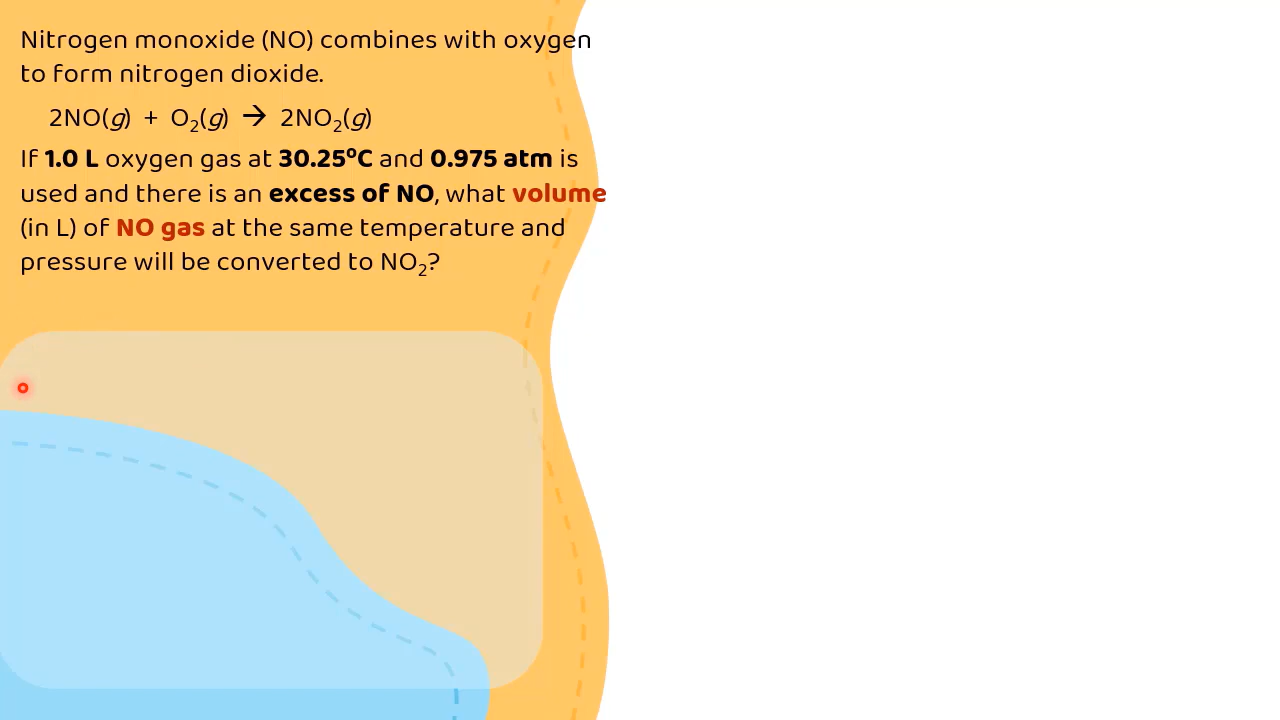 Nitrogen monoxide (NO) combines with oxygen
to form nitrogen dioxide.
2NO(g) + O₂(g) → 2NO₂(g)
If 1.0 L oxygen gas at 30.25ºC and 0.975 atm is
used and there is an excess of NO, what volume
(in L) of NO gas at the same temperature and
pressure will be converted to NO₂?